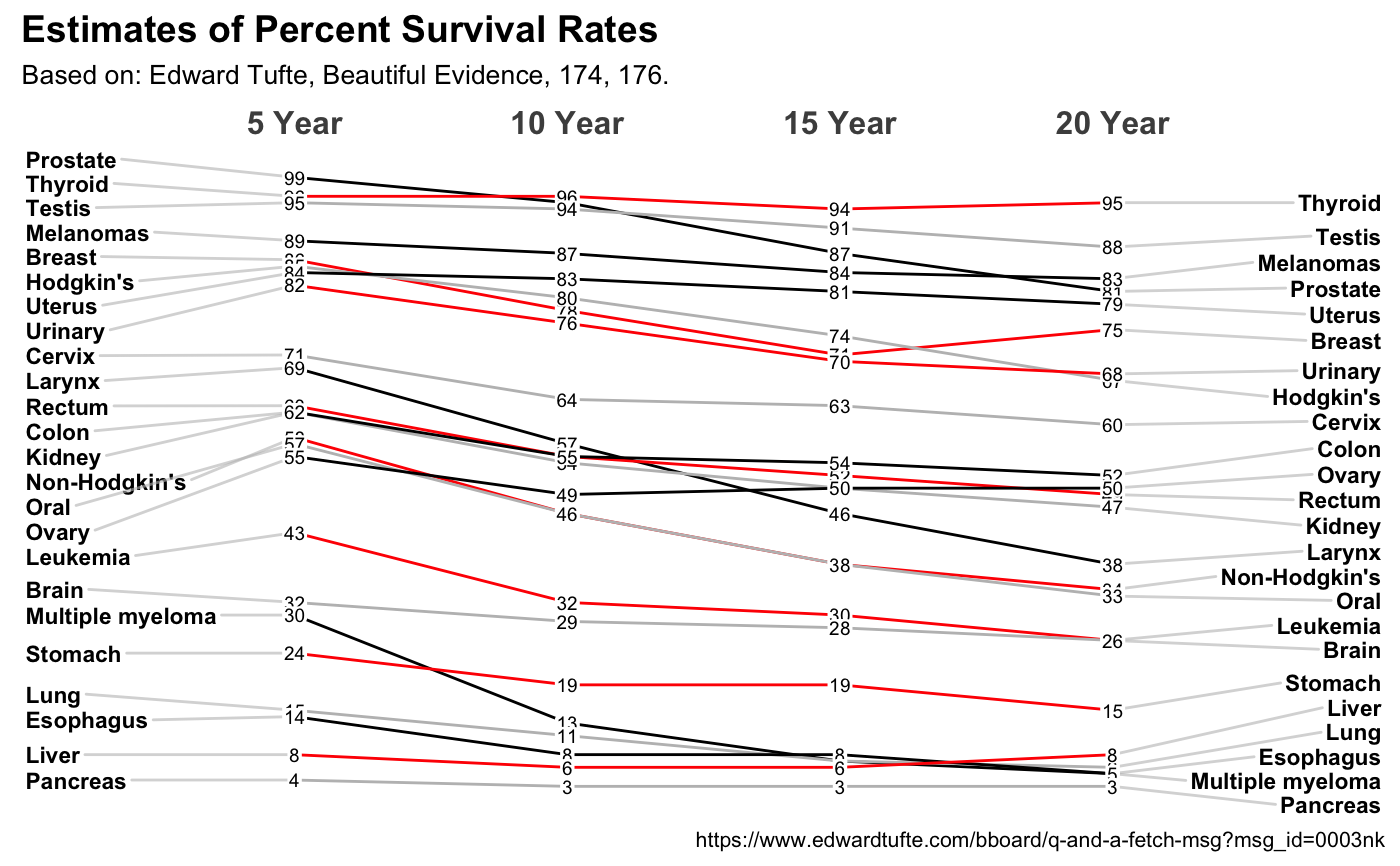 Estimates of Percent Survival Rates
Based on: Edward Tufte, Beautiful Evidence, 174, 176.
5 Year 10 Year 15 Year 20 Year
Prostate 99
Thyroid 96 94 95 Thyroid
Testis 95 94 91 88 Testis
Melanomas 89 87 84 83 Melanomas
Breast 87 81 Prostate
Hodgkin's 84 83 81 79 Uterus
Uterus 82 80 74 75 Breast
Urinary 78 76 70 68 Urinary
Hodgkin's
Cervix 71 64 63 60 Cervix
Larynx 69 57
Rectum 62 55 54 52 Colon
Colon 50 Ovary
Kidney 57 Rectum
Non-Hodgkin's 55 49 50 47 Kidney
Oral 46 46 38 Larynx
Ovary 38 Non-Hodgkin's
Leukemia 43 32 30 33 Oral
Brain 32 29 28 26 Leukemia
Multiple myeloma 30 Brain
Stomach 24 19 19 15 Stomach
Lung 13 11 Liver
Esophagus 14 8 8 Lung
Liver 8 6 6 8 Esophagus
Multiple myeloma
Pancreas 4 3 3 3 Pancreas
https://www.edwardtufte.com/bboard/q-and-a-fetch-msg?msg_id=0003nk